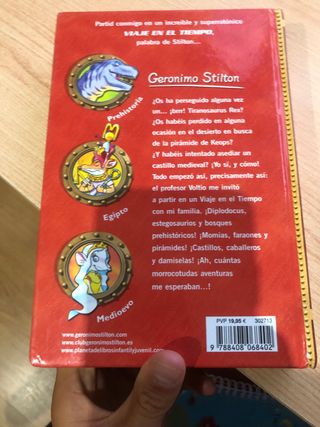 Partid conmigo en un increíble y superratónico
VIAJE EN EL TIEMPO,
palabra de Stilton...
Geronimo Stilton
Prehistoria
¿Os ha perseguido alguna vez
un... ¡brr! Tiranosaurus Rex?
¿Os habéis perdido en alguna
ocasión en el desierto en busca
de la pirámide de Keops?
¿Y habéis intentado asediar un
castillo medieval? ¡Yo sí, y cómo!
Todo empezó así, precisamente así:
el profesor Voltio me invitó
a partir en un Viaje en el Tiempo
con mi familia. ¡Diplodocus,
estegosaurios y bosques
prehistóricos! ¡Momias, faraones y
pirámides! ¡Castillos, caballeros
y damiselas! ¡Ah, cuántas
morrocotudas aventuras
me esperaban...!
Egipto
Medioevo
www.geronimostilton.com
www.clubgeronimostilton.es
www.planetadelibrosinfantilyjuvenil.com
PVP 19,95 € 302713
9 788408 068402